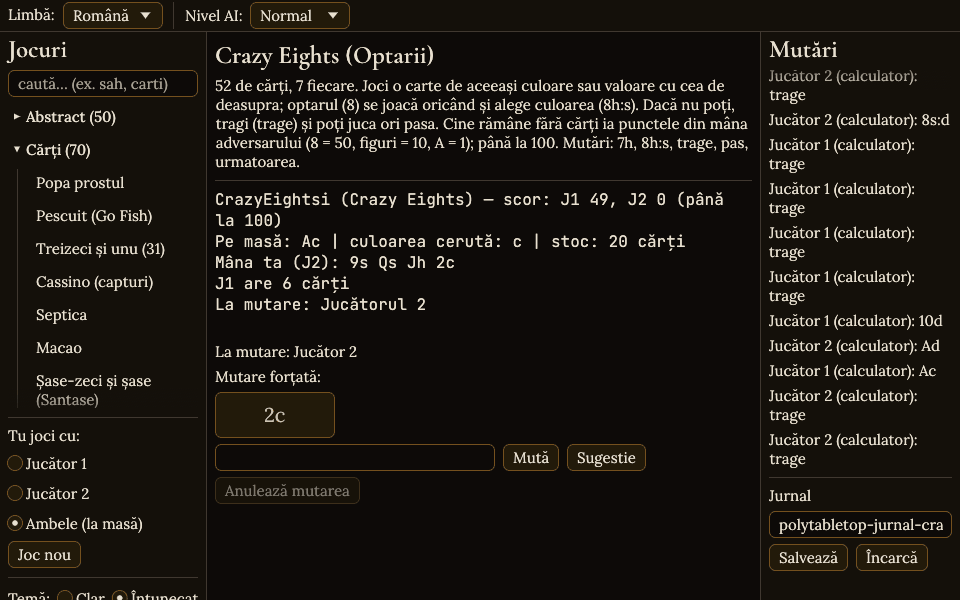 Limbă: Română ▼ Nivel AI: Normal ▼
Jocuri
caută... (ex. sah, carti)
▸ Abstract (50)
▾ Cărți (70)
Popa prostul
Pescuit (Go Fish)
Treizeci și unu (31)
Cassino (capturi)
Septica
Macao
Șase-zeci și șase
(Santase)
Tu joci cu:
Jucător 1
Jucător 2
Ambele (la masă)
Joc nou
Temă: Clar Întunecat
Crazy Eights (Optarii)
52 de cărți, 7 fiecare. Joci o carte de aceeași culoare sau valoare cu cea de
deasupra; optarul (8) se joacă oricând și alege culoarea (8h:s). Dacă nu poți,
tragi (trage) și poți juca ori pasa. Cine rămâne fără cărți ia punctele din mâna
adversarului (8 = 50, figuri = 10, A = 1); până la 100. Mutări: 7h, 8h:s, trage, pas,
urmatoarea.
CrazyEightsi (Crazy Eights) — scor: J1 49, J2 0 (până
la 100)
Pe masă: Ac | culoarea cerută: c | stoc: 20 cărți
Mâna ta (J2): 9s Qs Jh 2c
J1 are 6 cărți
La mutare: Jucătorul 2
La mutare: Jucător 2
Mutare forțată:
2c
Mută Sugestie
Anulează mutarea
Mutări
Jucător 2 (calculator):
trage
Jucător 2 (calculator): 8s:d
Jucător 1 (calculator):
trage
Jucător 1 (calculator):
trage
Jucător 1 (calculator):
trage
Jucător 1 (calculator):
trage
Jucător 1 (calculator): 10d
Jucător 2 (calculator): Ad
Jucător 1 (calculator): Ac
Jucător 2 (calculator):
trage
Jucător 2 (calculator):
trage
Jurnal
polytabletop-jurnal-cra
Salvează Încarcă